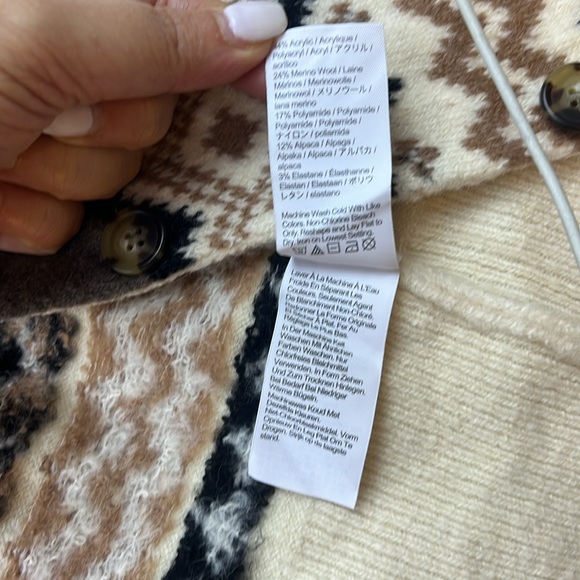 4% Acrylic / Acrylique /
Polyacryl / Acryl / アクリル /
acrílico
24% Merino Wool / Laine
Mérinos / Merinowolle /
Merinowol / メリノウール /
lana merino
17% Polyamide / Polyamide /
Polyamide / Polyamide /
ナイロン / poliamida
12% Alpaca / Alpaga /
Alpaka / Alpaca / アルパカ /
alpaca
3% Elastane / Élasthanne /
Elastan / Elastaan / ポリウ
レタン / elastano
Machine Wash Cold With Like
Colors. Non-Chlorine Bleach
Only. Reshape and Lay Flat to
Dry. Iron on Lowest Setting.
Laver À La Machine À L'Eau
Froide En Séparant Les
Couleurs. Seulement Agent
De Blanchiment Non-Chloré.
Redonner La Forme Originale
Et Sécher À Plat. Fer Au
Réglage Le Plus Bas.
In Der Maschine Kalt
Waschen Mit Ähnlichen
Farben Waschen. Nur
Chlorfreies Bleichmittel
Verwenden. In Form Ziehen
Und Zum Trocknen Hinlegen.
Bei Bedarf Bei Niedriger
Wärme Bügeln.
Machinewas Koud Met
Dezelfde Kleuren.
Niet-Chloorbleekmiddel. Vorm
Opnieuw En Leg Plat Om Te
Drogen. Strijk op de laagste
stand.